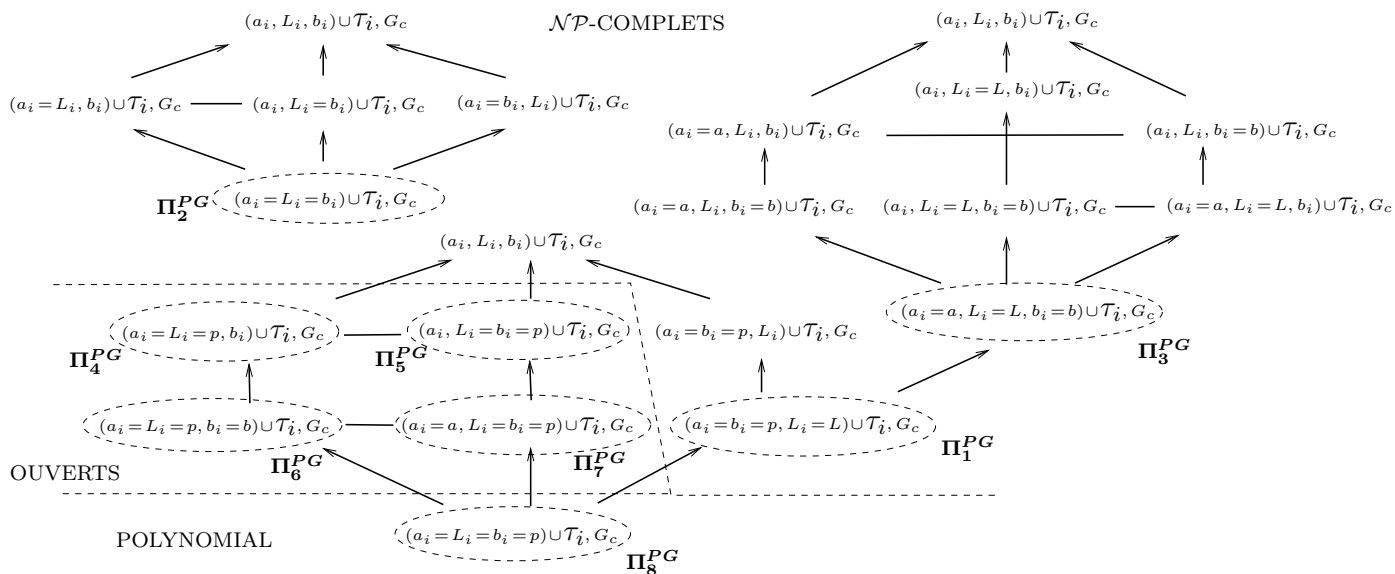 𝒩𝒫-COMPLETS
(a_i, L_i, b_i) ∪ 𝒯_i, G_c
(a_i = L_i, b_i) ∪ 𝒯_i, G_c
(a_i, L_i = b_i) ∪ 𝒯_i, G_c
(a_i = b_i, L_i) ∪ 𝒯_i, G_c
(a_i = L_i = b_i) ∪ 𝒯_i, G_c
Π_2^{PG}
(a_i, L_i, b_i) ∪ 𝒯_i, G_c
(a_i, L_i = L, b_i) ∪ 𝒯_i, G_c
(a_i = a, L_i, b_i) ∪ 𝒯_i, G_c
(a_i, L_i, b_i = b) ∪ 𝒯_i, G_c
(a_i = a, L_i, b_i = b) ∪ 𝒯_i, G_c
(a_i, L_i = L, b_i = b) ∪ 𝒯_i, G_c
(a_i = a, L_i = L, b_i) ∪ 𝒯_i, G_c
(a_i = a, L_i = L, b_i = b) ∪ 𝒯_i, G_c
Π_3^{PG}
(a_i, L_i, b_i) ∪ 𝒯_i, G_c
(a_i = L_i = p, b_i) ∪ 𝒯_i, G_c
Π_4^{PG}
(a_i, L_i = b_i = p) ∪ 𝒯_i, G_c
Π_5^{PG}
(a_i = b_i = p, L_i) ∪ 𝒯_i, G_c
(a_i = L_i = p, b_i = b) ∪ 𝒯_i, G_c
Π_6^{PG}
(a_i = a, L_i = b_i = p) ∪ 𝒯_i, G_c
Π_7^{PG}
(a_i = b_i = p, L_i = L) ∪ 𝒯_i, G_c
Π_1^{PG}
OUVERTS
POLYNOMIAL
(a_i = L_i = b_i = p) ∪ 𝒯_i, G_c
Π_8^{PG}